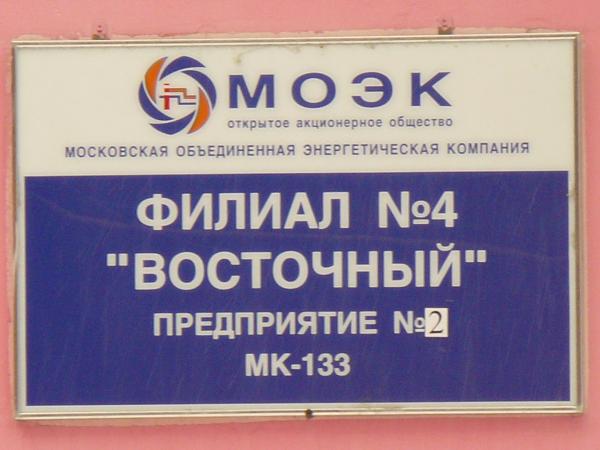 МОЭК
открытое акционерное общество
МОСКОВСКАЯ ОБЪЕДИНЕННАЯ ЭНЕРГЕТИЧЕСКАЯ КОМПАНИЯ
ФИЛИАЛ №4
"ВОСТОЧНЫЙ"
ПРЕДПРИЯТИЕ №2
МК-133